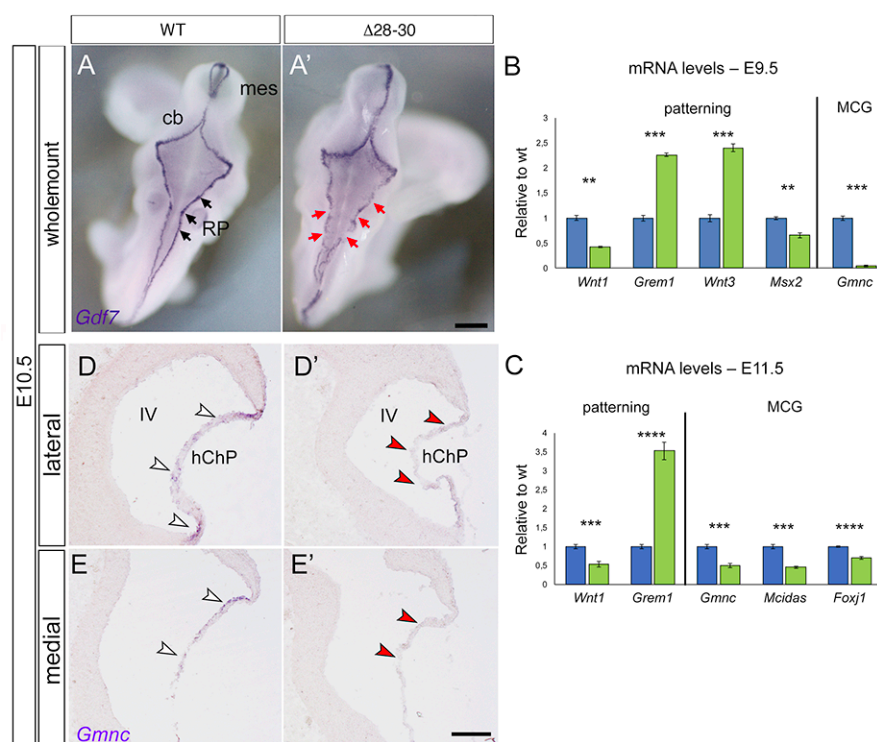 WT
Δ28-30
E10.5
wholemount
A
mes
cb
RP
Gdf7
A'
B
mRNA levels – E9.5
patterning
MCG
Relative to wt
3
2,5
2
1,5
1
0,5
0
**
***
***
**
***
Wnt1
Grem1
Wnt3
Msx2
Gmnc
lateral
D
IV
hChP
D'
IV
hChP
C
mRNA levels – E11.5
patterning
MCG
Relative to wt
4
3,5
3
2,5
2
1,5
1
0,5
0
***
****
***
***
****
Wnt1
Grem1
Gmnc
Mcidas
Foxj1
medial
E
Gmnc
E'